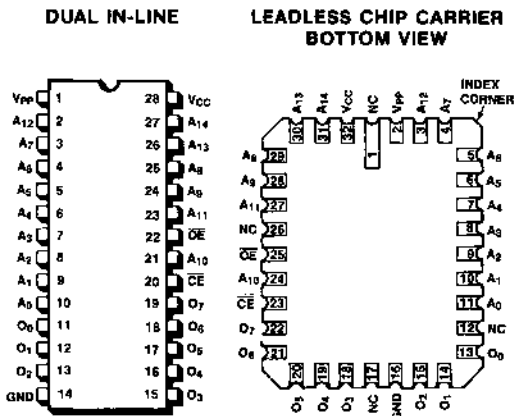 DUAL IN-LINE
VPP 1 28 VCC
A12 2 27 A14
A7 3 26 A13
A6 4 25 A8
A5 5 24 A9
A4 6 23 A11
A3 7 22 OE
A2 8 21 A10
A1 9 20 CE
A0 10 19 O7
O0 11 18 O6
O1 12 17 O5
O2 13 16 O4
GND 14 15 O3
LEADLESS CHIP CARRIER
BOTTOM VIEW
INDEX
CORNER
A13 A14 VCC NC VPP A12 A7
30 31 32 1 2 3 4
A8 29 5 A6
A9 28 6 A5
A11 27 7 A4
NC 26 8 A3
OE 25 9 A2
A10 24 10 A1
CE 23 11 A0
O7 22 12 NC
O6 21 13 O0
20 19 18 17 16 15 14
O5 O4 O3 NC GND O2 O1